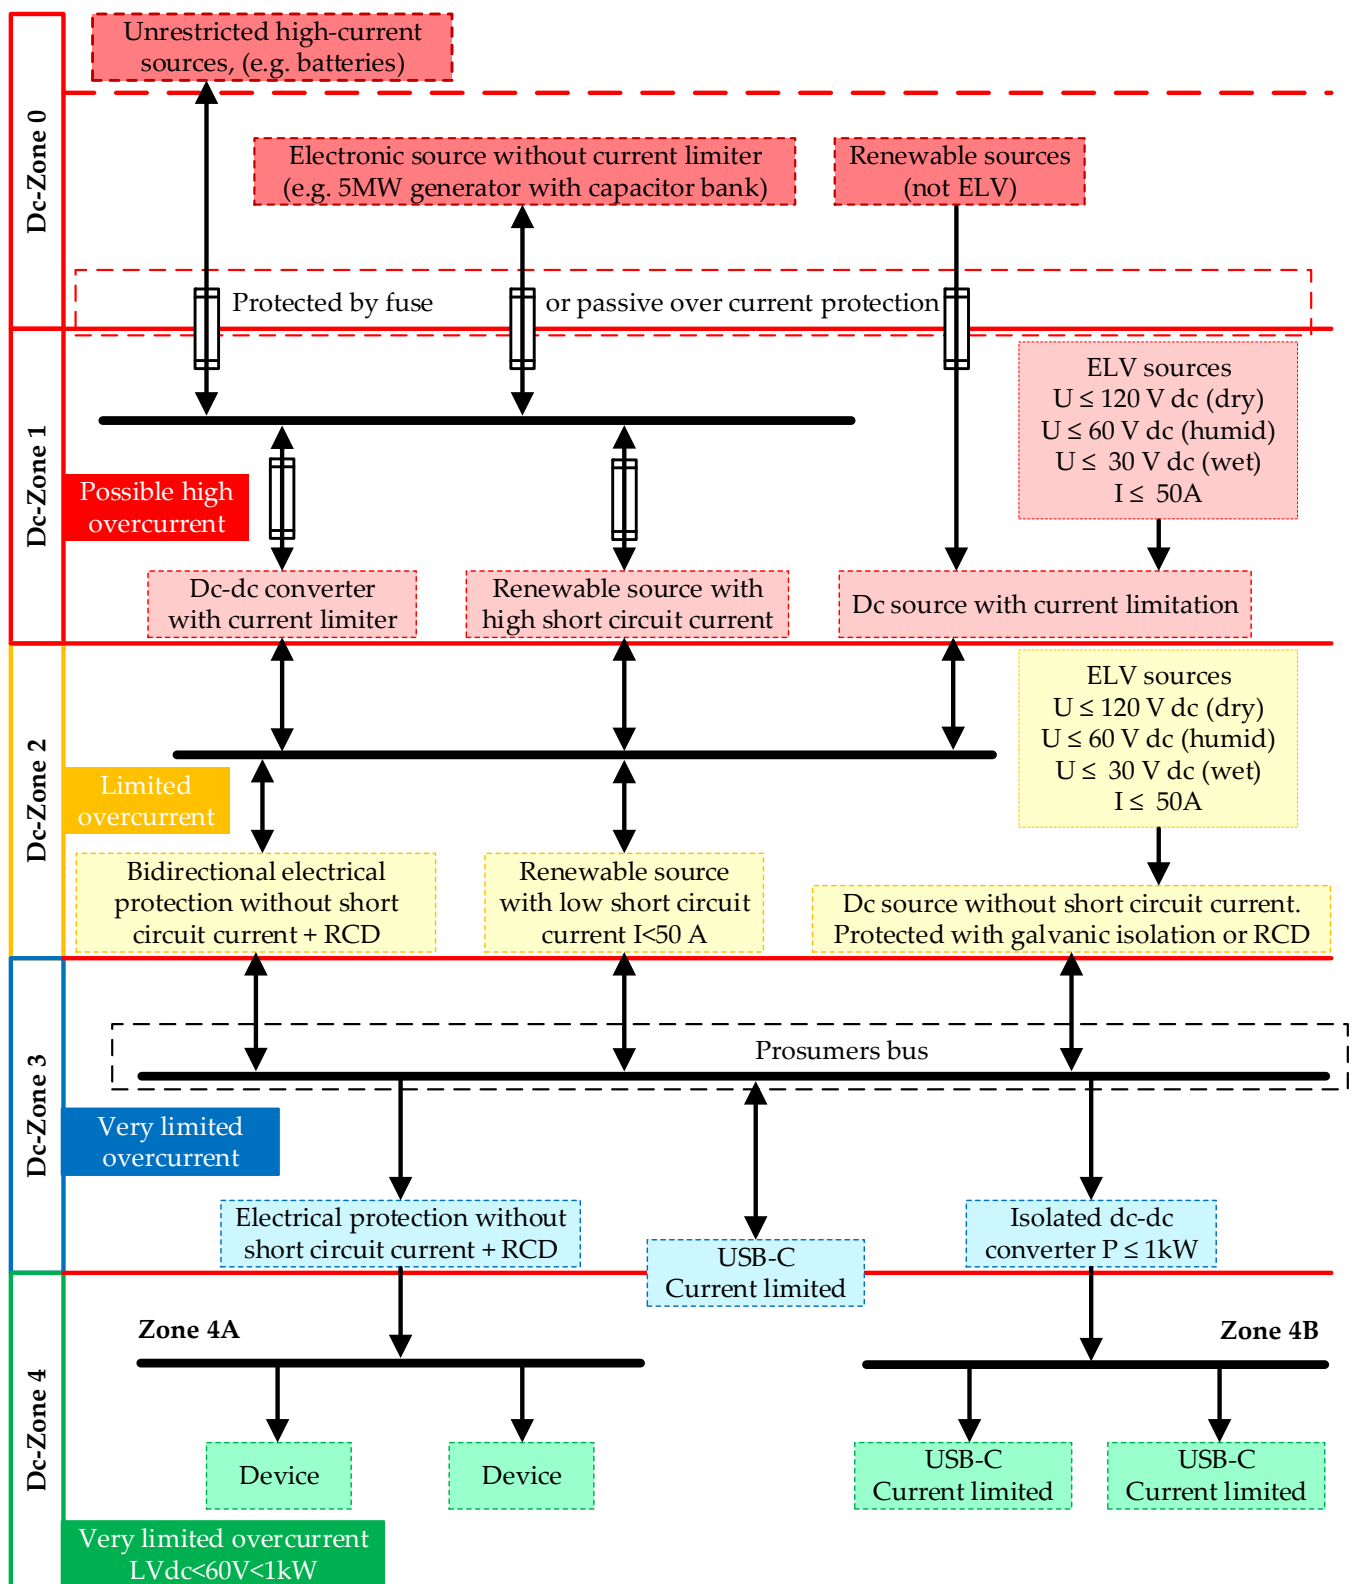 Unrestricted high-current
sources, (e.g. batteries)
Dc-Zone 0
Electronic source without current limiter
(e.g. 5MW generator with capacitor bank)
Renewable sources
(not ELV)
Protected by fuse
or passive over current protection
Dc-Zone 1
ELV sources
U ≤ 120 V dc (dry)
U ≤ 60 V dc (humid)
U ≤ 30 V dc (wet)
I ≤ 50A
Possible high
overcurrent
Dc-dc converter
with current limiter
Renewable source with
high short circuit current
Dc source with current limitation
Dc-Zone 2
ELV sources
U ≤ 120 V dc (dry)
U ≤ 60 V dc (humid)
U ≤ 30 V dc (wet)
I ≤ 50A
Limited
overcurrent
Bidirectional electrical
protection without short
circuit current + RCD
Renewable source
with low short circuit
current I<50 A
Dc source without short circuit current.
Protected with galvanic isolation or RCD
Dc-Zone 3
Prosumers bus
Very limited
overcurrent
Electrical protection without
short circuit current + RCD
USB-C
Current limited
Isolated dc-dc
converter P ≤ 1kW
Dc-Zone 4
Zone 4A
Zone 4B
Device
Device
USB-C
Current limited
USB-C
Current limited
Very limited overcurrent
LVdc<60V<1kW